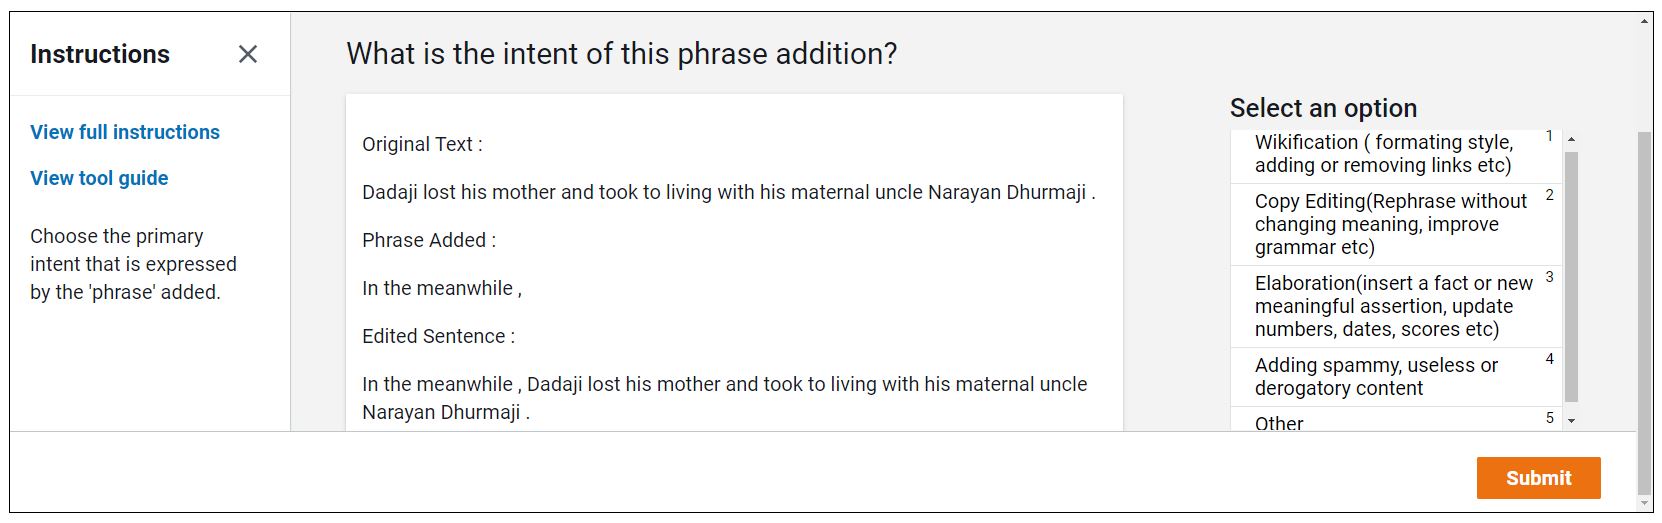 Instructions
View full instructions
View tool guide
Choose the primary
intent that is expressed
by the 'phrase' added.
What is the intent of this phrase addition?
Original Text :
Dadaji lost his mother and took to living with his maternal uncle Narayan Dhurmaji .
Phrase Added :
In the meanwhile ,
Edited Sentence :
In the meanwhile , Dadaji lost his mother and took to living with his maternal uncle
Narayan Dhurmaji .
Select an option
Wikification ( formating style, 1
adding or removing links etc)
Copy Editing(Rephrase without 2
changing meaning, improve
grammar etc)
Elaboration(insert a fact or new 3
meaningful assertion, update
numbers, dates, scores etc)
Adding spammy, useless or 4
derogatory content
Other 5
Submit